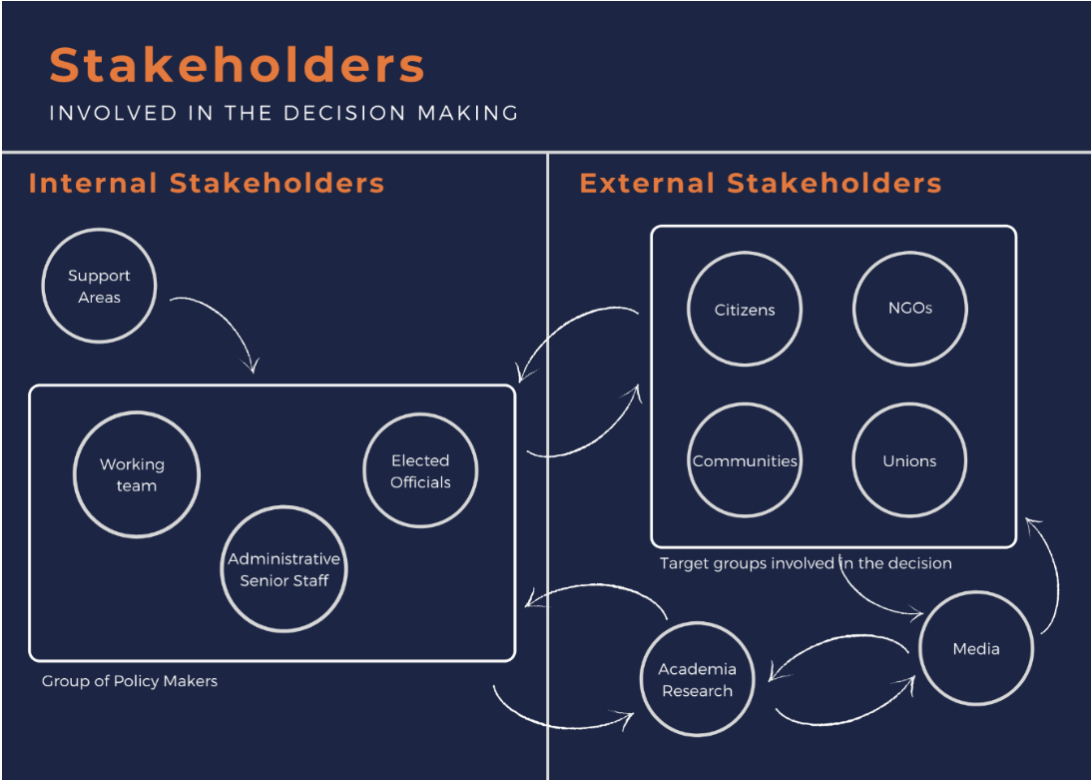 Stakeholders
INVOLVED IN THE DECISION MAKING
Internal Stakeholders
Support
Areas
Working
team
Elected
Officials
Administrative
Senior Staff
Group of Policy Makers
External Stakeholders
Citizens
NGOs
Communities
Unions
Target groups involved in the decision
Academia
Research
Media